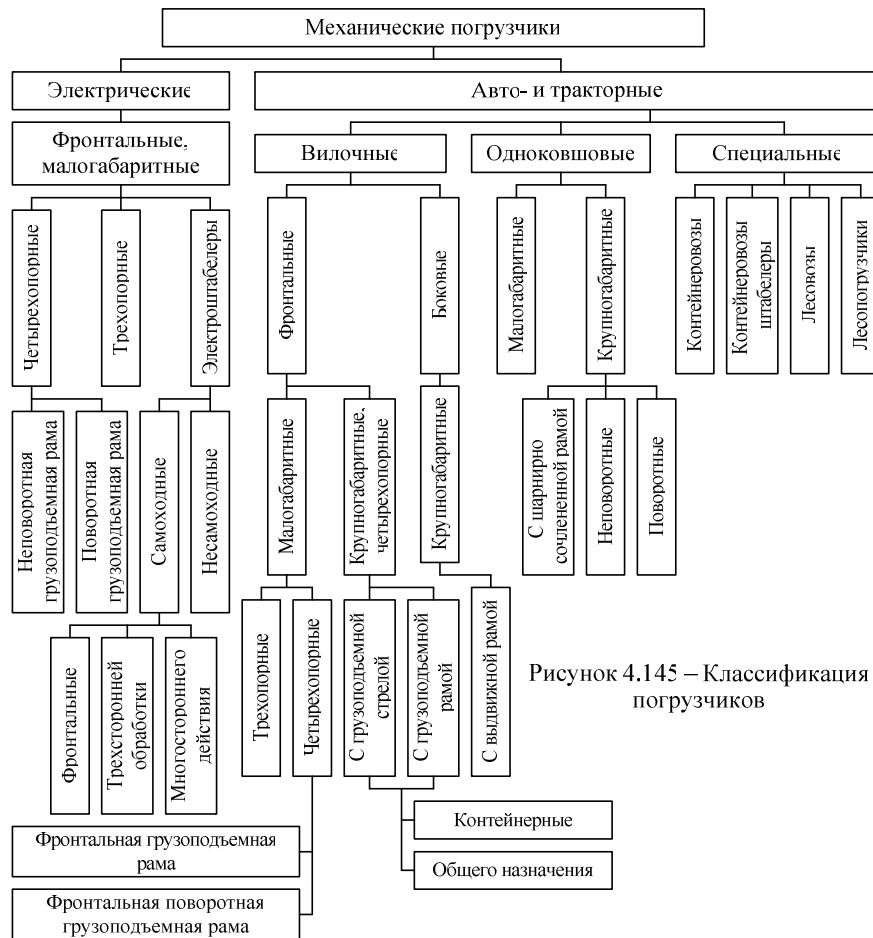 Механические погрузчики
Электрические
Авто- и тракторные
Фронтальные,
малогабаритные
Вилочные
Одноковшовые
Специальные
Четырехопорные
Трехопорные
Электроштабелеры
Фронтальные
Боковые
Малогабаритные
Крупногабаритные
Контейнеровозы
Контейнеровозы
штабелеры
Лесовозы
Лесопогрузчики
Неповоротная
грузоподъемная рама
Поворотная
грузоподъемная рама
Самоходные
Несамоходные
Малогабаритные
Крупногабаритные,
четырехопорные
Крупногабаритные
С шарнирно
сочлененой рамой
Неповоротные
Поворотные
Фронтальные
Трехсторонней
обработки
Многостороннего
действия
Трехопорные
Четырехопорные
С грузоподъемной
стрелой
С грузоподъемной
рамой
С выдвижной рамой
Рисунок 4.145 – Классификация
погрузчиков
Контейнерные
Общего назначения
Фронтальная грузоподъемная
рама
Фронтальная поворотная
грузоподъемная рама